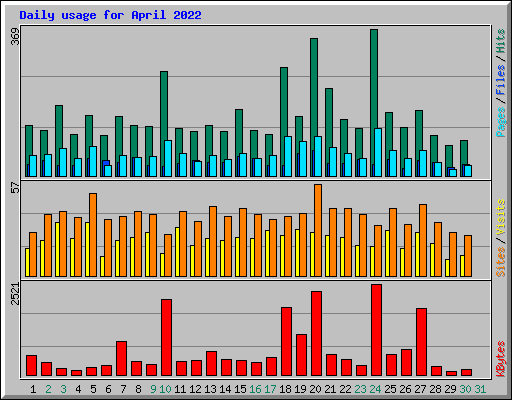 Daily usage for April 2022
369
Pages / Files / Hits
57
Sites / Visits
2521
KBytes
1 2 3 4 5 6 7 8 9 10 11 12 13 14 15 16 17 18 19 20 21 22 23 24 25 26 27 28 29 30 31